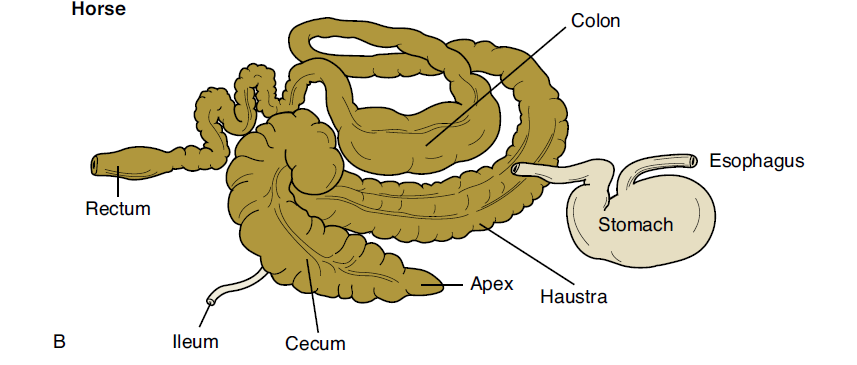 Horse
Colon
Esophagus
Rectum
Stomach
Apex
Haustra
B
Ileum
Cecum